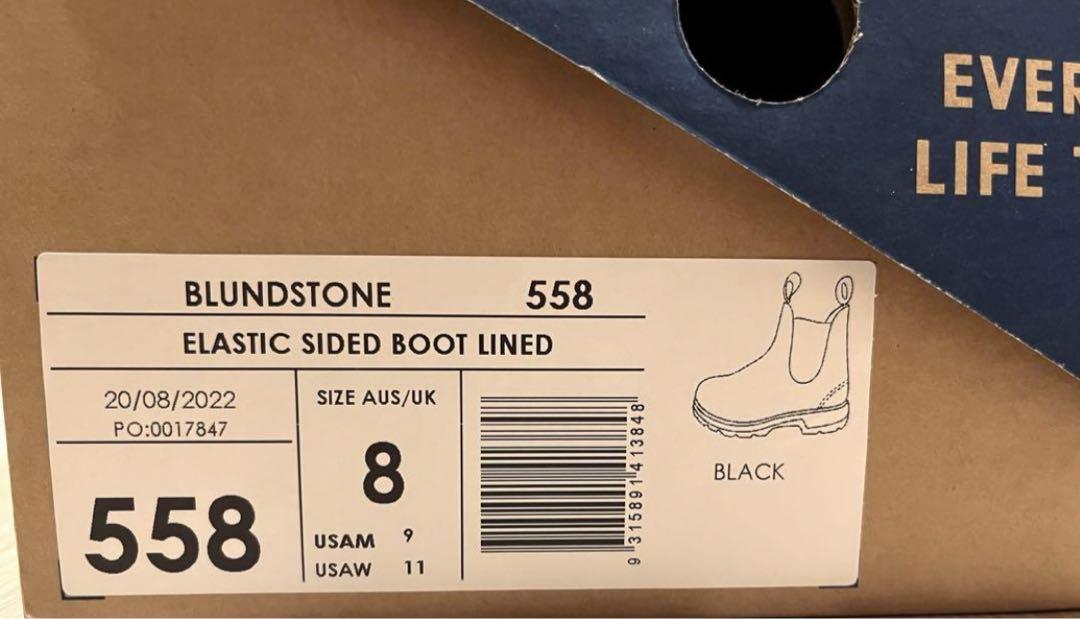 EVER
LIFE
BLUNDSTONE 558
ELASTIC SIDED BOOT LINED
20/08/2022
PO:0017847
558
SIZE AUS/UK
8
USAM 9
USAW 11
9 315891 413848
BLACK